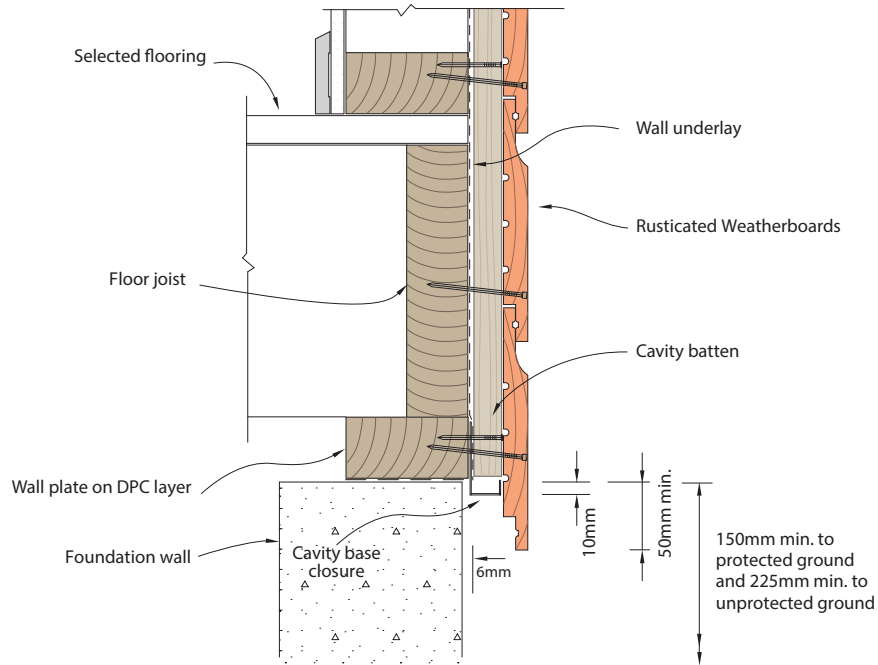 Selected flooring
Wall underlay
Rusticated Weatherboards
Floor joist
Cavity batten
Wall plate on DPC layer
Foundation wall
Cavity base
closure
6mm
10mm
50mm min.
150mm min. to
protected ground
and 225mm min. to
unprotected ground